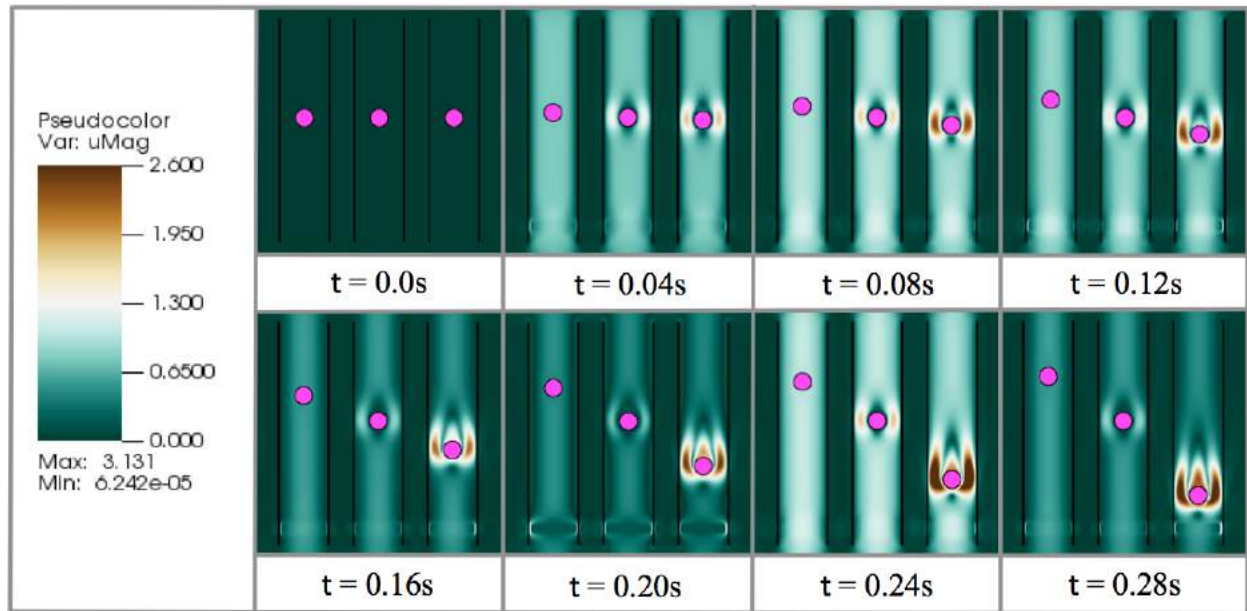 Pseudocolor
Var: uMag
2.600
1.950
1.300
0.6500
0.000
Max: 3.131
Min: 6.242e-05
t = 0.0s
t = 0.04s
t = 0.08s
t = 0.12s
t = 0.16s
t = 0.20s
t = 0.24s
t = 0.28s